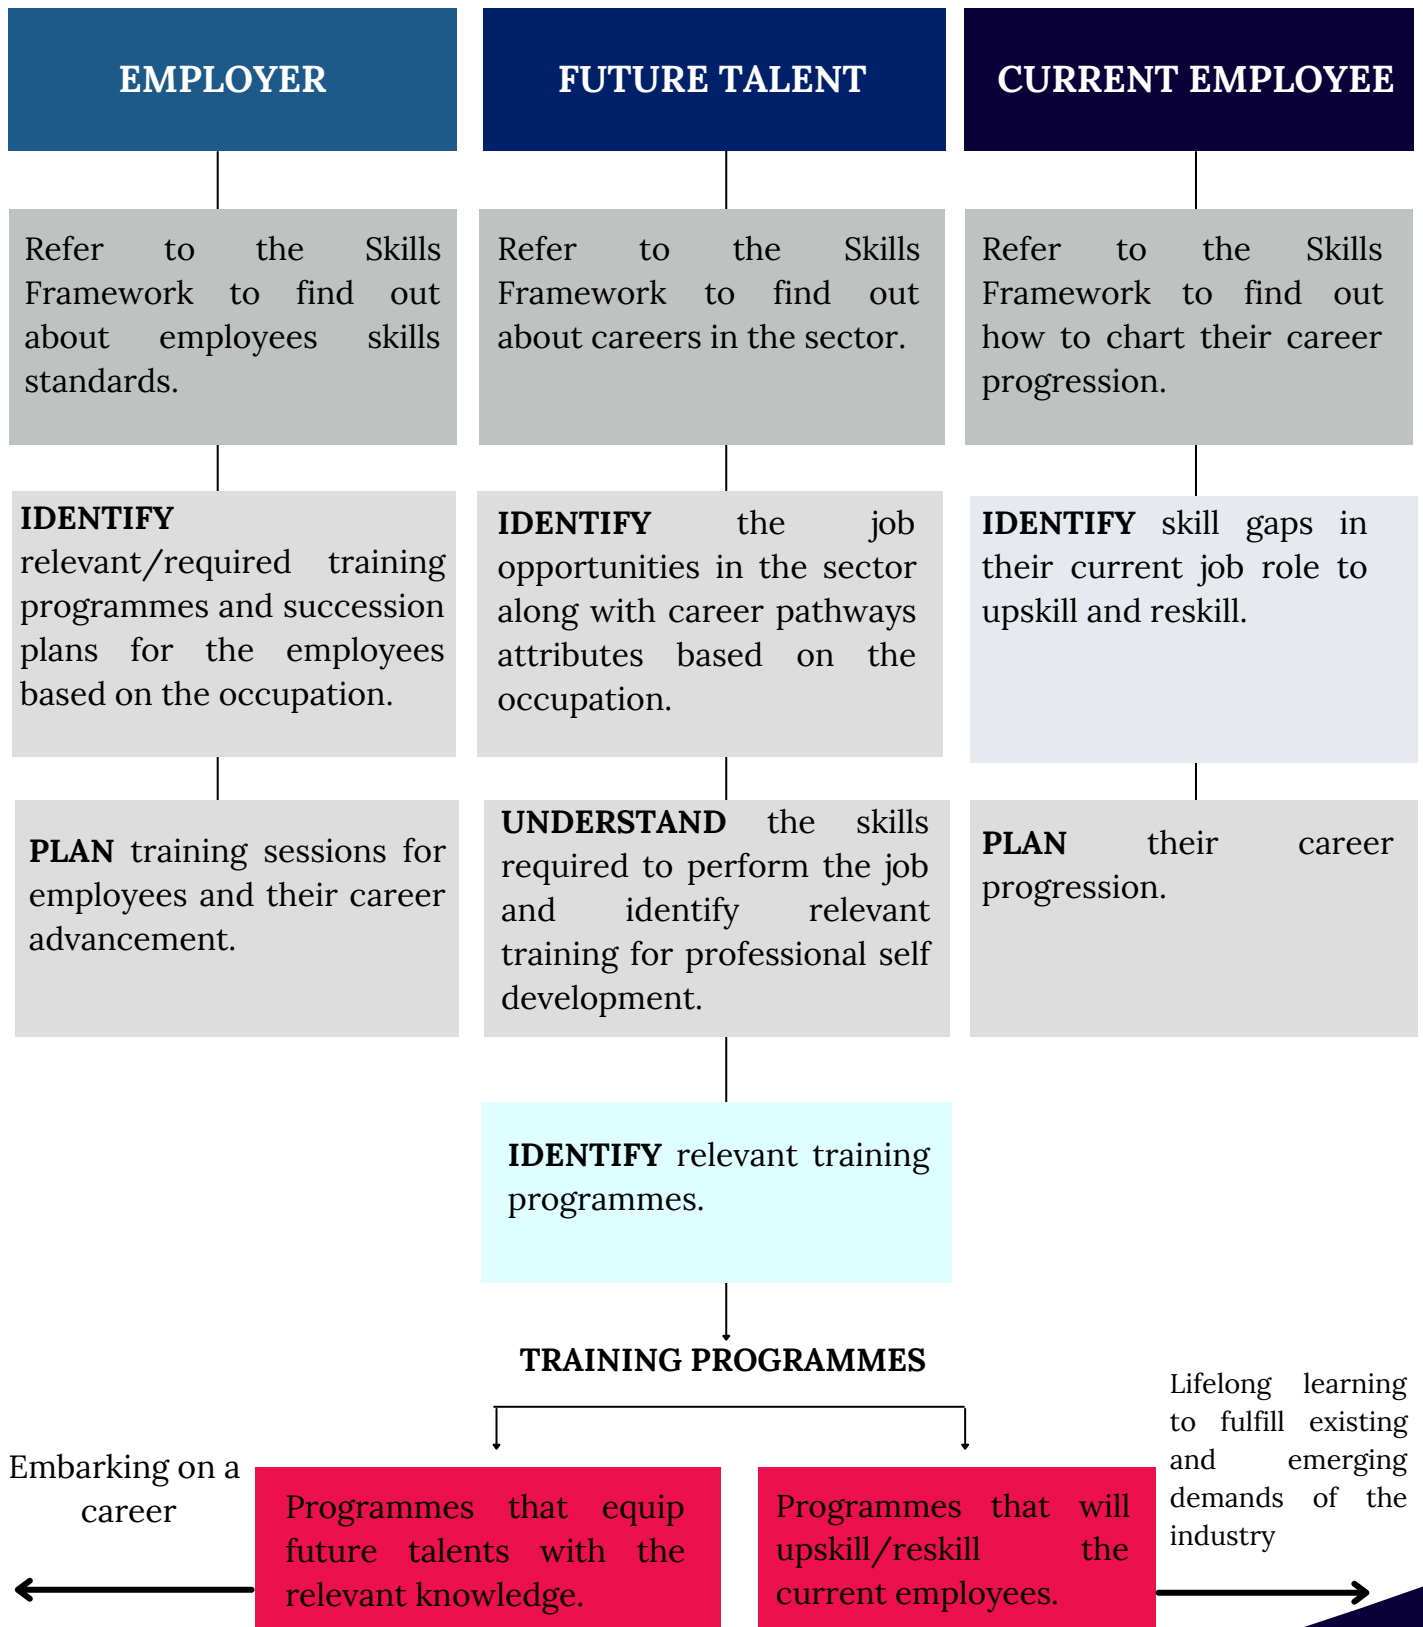 EMPLOYER
Refer to the Skills
Framework to find out
about employees skills
standards.
IDENTIFY
relevant/required training
programmes and succession
plans for the employees
based on the occupation.
PLAN training sessions for
employees and their career
advancement.
FUTURE TALENT
Refer to the Skills
Framework to find out
about careers in the sector.
IDENTIFY the job
opportunities in the sector
along with career pathways
attributes based on the
occupation.
UNDERSTAND the skills
required to perform the job
and identify relevant
training for professional self
development.
CURRENT EMPLOYEE
Refer to the Skills
Framework to find out
how to chart their career
progression.
IDENTIFY skill gaps in
their current job role to
upskill and reskill.
PLAN their career
progression.
IDENTIFY relevant training
programmes.
TRAINING PROGRAMMES
Embarking on a
career
Programmes that equip
future talents with the
relevant knowledge.
Programmes that will
upskill/reskill the
current employees.
Lifelong learning
to fulfill existing
and emerging
demands of the
industry